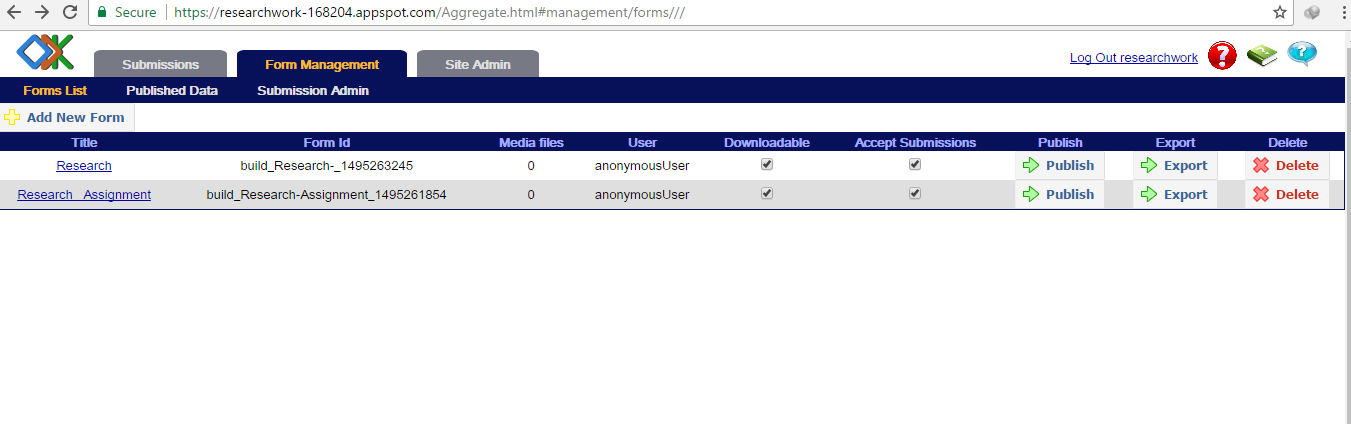 Secure https://researchwork-168204.appspot.com/Aggregate.html#management/forms///
Submissions Form Management Site Admin Log Out researchwork
Forms List Published Data Submission Admin
Add New Form
Title Form Id Media files User Downloadable Accept Submissions Publish Export Delete
Research build_Research-_1495263245 0 anonymousUser Publish Export Delete
Research_ Assignment build_Research-Assignment_1495261854 0 anonymousUser Publish Export Delete